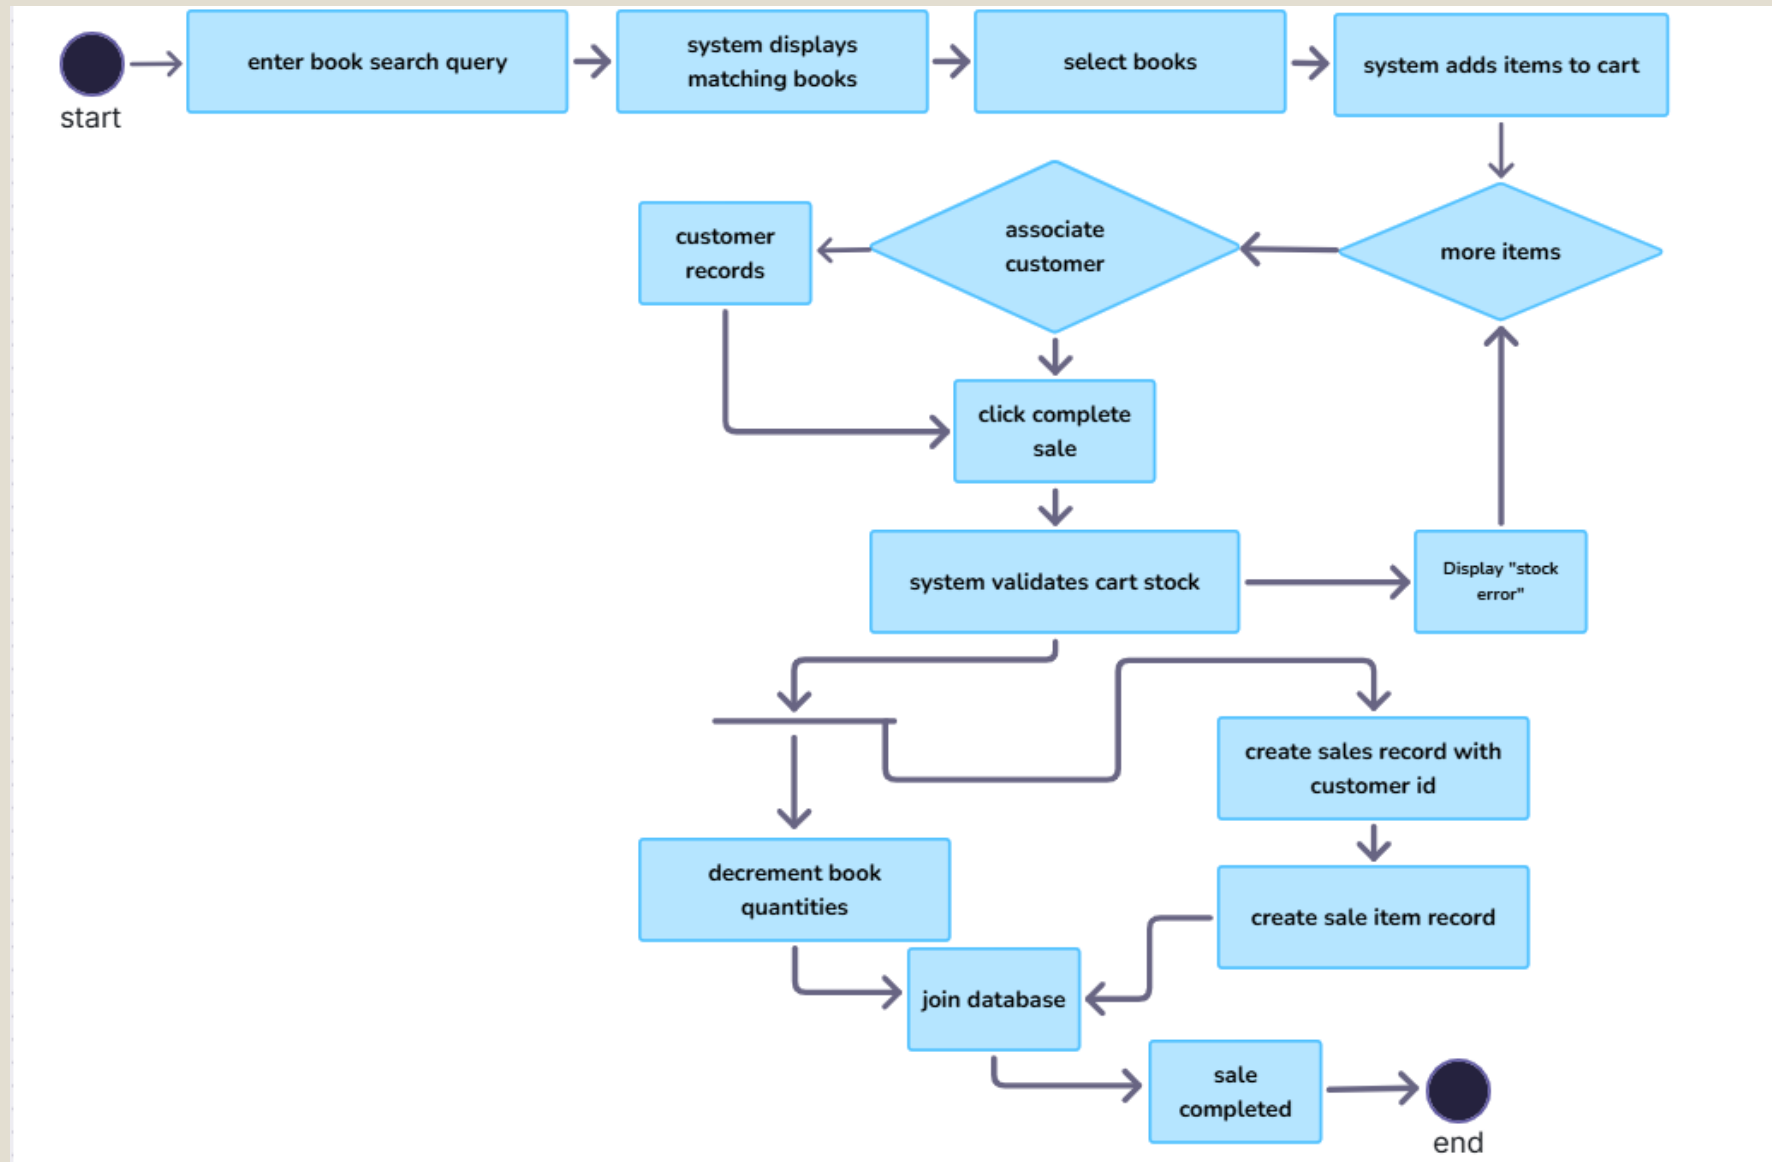 start
enter book search query
system displays
matching books
select books
system adds items to cart
customer
records
associate
customer
more items
click complete
sale
system validates cart stock
Display "stock
error"
create sales record with
customer id
decrement book
quantities
create sale item record
join database
sale
completed
end